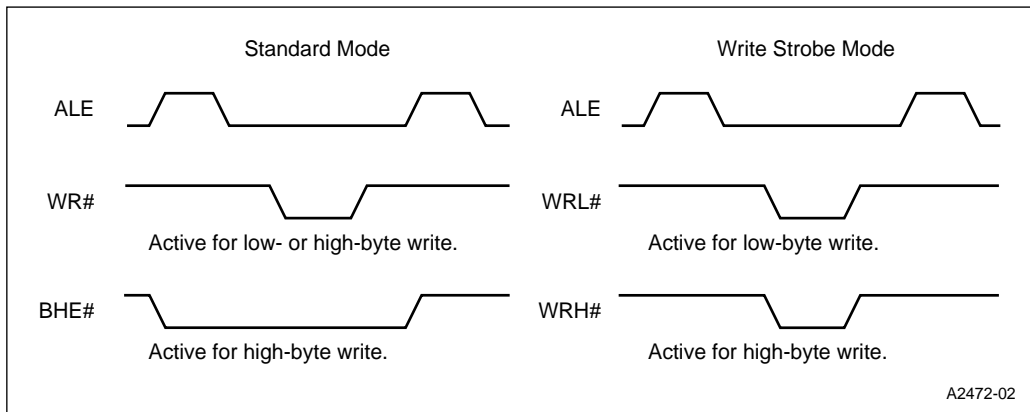 Standard Mode
ALE
WR#
Active for low- or high-byte write.
BHE#
Active for high-byte write.
Write Strobe Mode
ALE
WRL#
Active for low-byte write.
WRH#
Active for high-byte write.
A2472-02